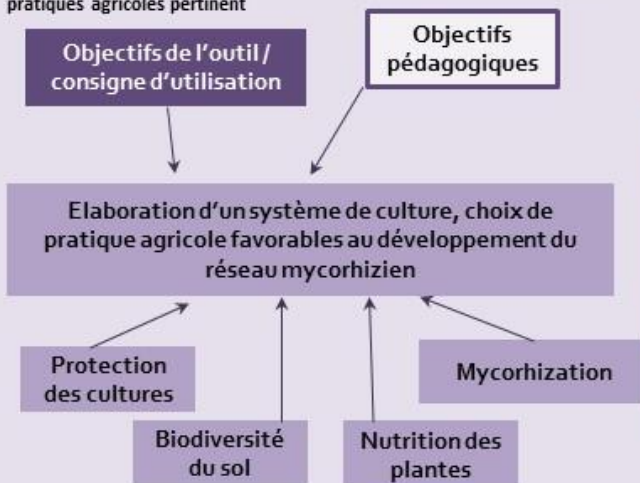 pratiques agricoles pertinent
Objectifs de l'outil/
consigne d'utilisation
Objectifs
pédagogiques
Elaboration d'un système de culture, choix de
pratique agricole favorables au développement du
réseau mycorhizien
Protection
des cultures
Mycorhization
Biodiversité
du sol
Nutrition des
plantes